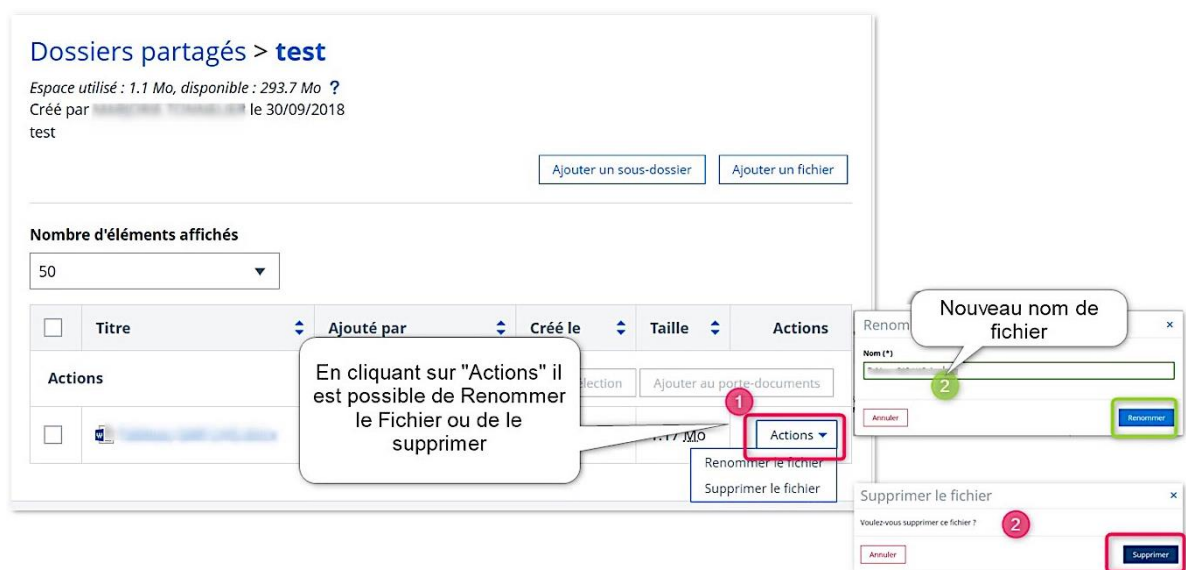 Dossiers partagés > test
Espace utilisé : 1.1 Mo, disponible : 293.7 Mo ?
Créé par le 30/09/2018
test
Ajouter un sous-dossier
Ajouter un fichier
Nombre d'éléments affichés
50
Titre
Ajouté par
Créé le
Taille
Actions
Actions
Ajouter au porte-documents
En cliquant sur "Actions" il
est possible de Renommer
le Fichier ou de le
supprimer
1
Mo
Actions
Renommer le fichier
Supprimer le fichier
Nouveau nom de
fichier
×
Nom (*)
2
Annuler
Renommer
Supprimer le fichier
×
Voulez-vous supprimer ce fichier ?
2
Annuler
Supprimer